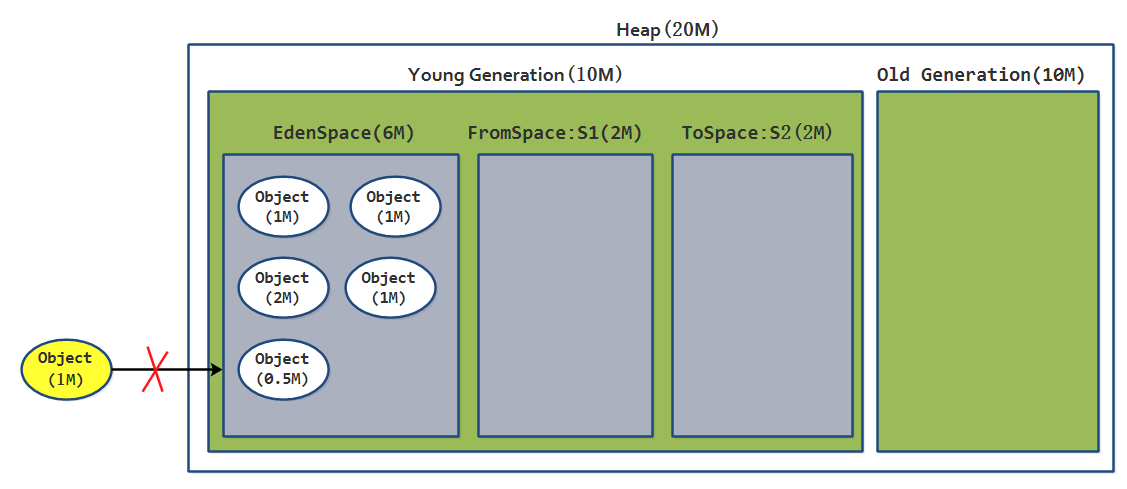 Heap(20M)
Young Generation(10M)
Old Generation(10M)
EdenSpace(6M)
FromSpace:S1(2M)
ToSpace:S2(2M)
Object
(1M)
Object
(1M)
Object
(2M)
Object
(1M)
Object
(1M)
Object
(0.5M)